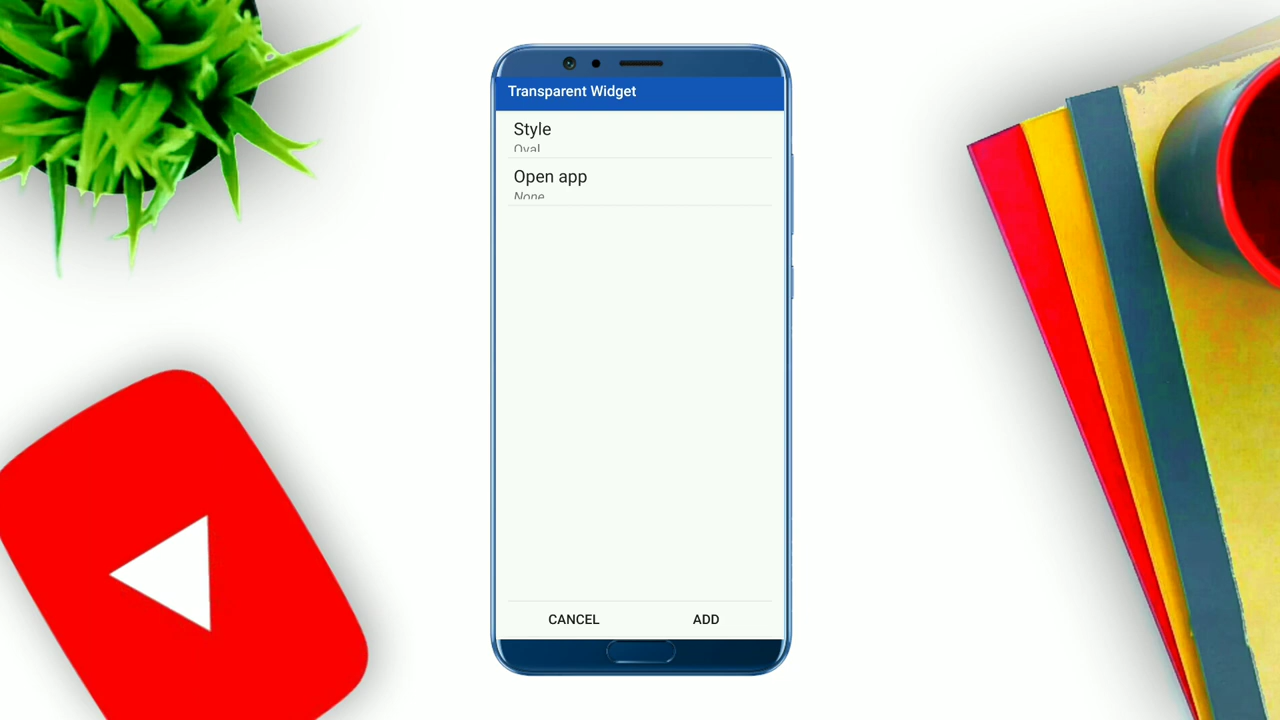 Transparent Widget
Style
Oval
Open app
None
CANCEL
ADD